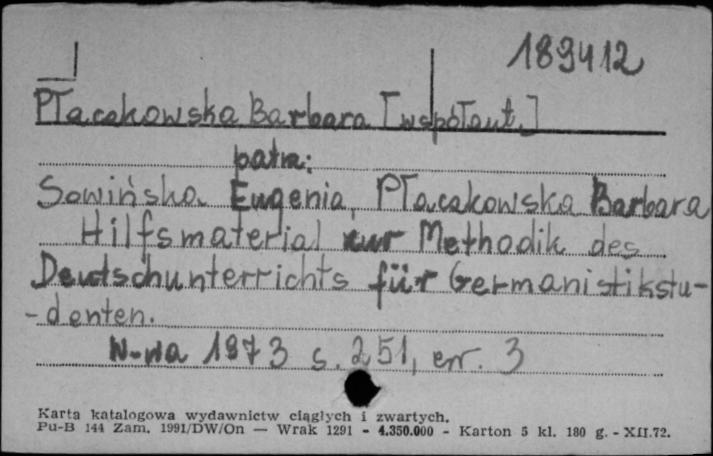 189412
Płaczkowska Barbara [współaut.]
patrz:
Sowińska Eugenia, Płaczkowska Barbara
Hilfsmaterial zur Methodik des
Deutschunterrichts für Germanistikstu-
-denten.
W-wa 1973 s. 251, err. 3
Karta katalogowa wydawnictw ciągłych i zwartych.
Pu-B 144 Zam. 1991/DW/On — Wrak 1291 - 4.350.000 - Karton 5 kl. 180 g. - XII.72.